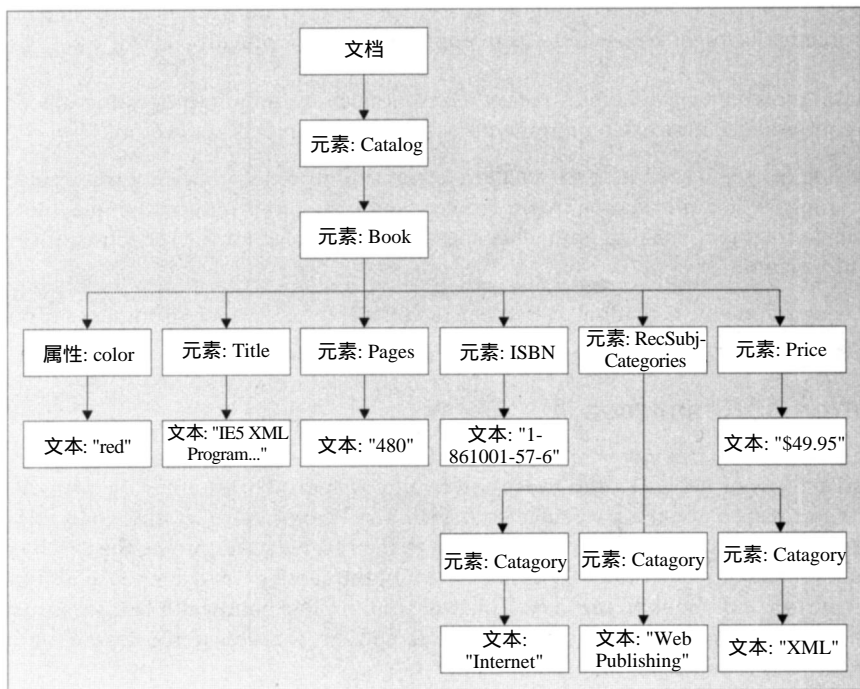 文档
元素: Catalog
元素: Book
属性: color
元素: Title
元素: Pages
元素: ISBN
元素: RecSubj-
Categories
元素: Price
文本: "red"
文本: "IE5 XML
Program..."
文本: "480"
文本: "1-
861001-57-6"
文本: "$49.95"
元素: Catagory
元素: Catagory
元素: Catagory
文本:
"Internet"
文本: "Web
Publishing"
文本: "XML"